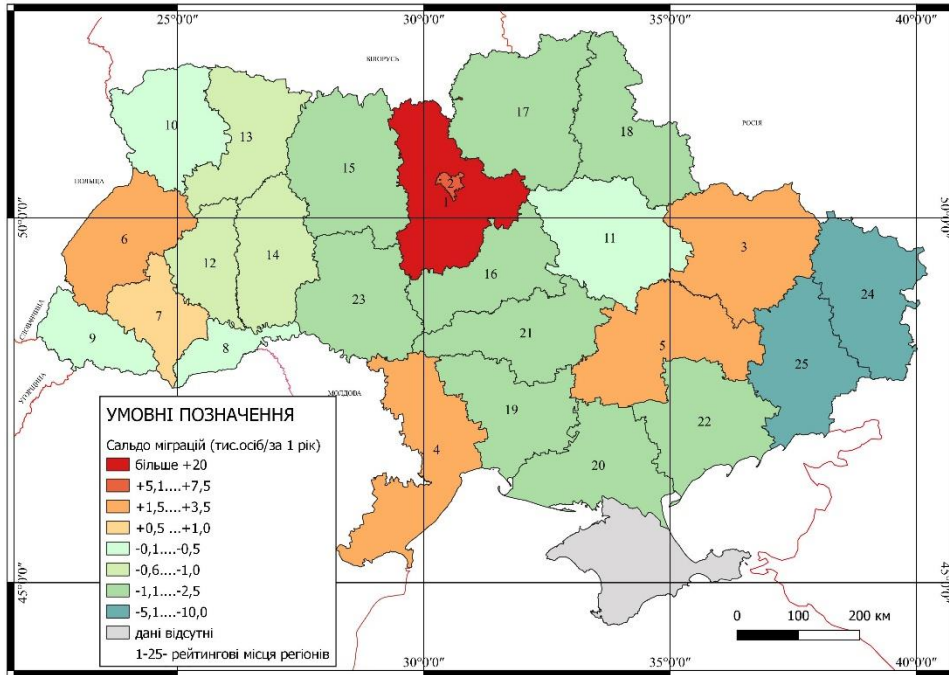 25°0'0" 30°0'0" 35°0'0" 40°0'0"
БІЛОРУСЬ
10
13
17
18
РОСІЯ
15
ПОЛЬЩА
2
1
50°0'0" 50°0'0"
6
11
3
12
14
16
24
23
7
СЛОВАЧЧИНА
21
5
9
8
25
УГОРЩИНА
МОЛДОВА
19
22
4
20
УМОВНІ ПОЗНАЧЕННЯ
Сальдо міграцій (тис.осіб/за 1 рік)
більше +20
+5,1....+7,5
+1,5....+3,5
+0,5 ...+1,0
-0,1....-0,5
-0,6....-1,0
-1,1....-2,5
-5,1....-10,0
дані відсутні
1-25- рейтингові місця регіонів
45°0'0" 45°0'0"
0 100 200 км
25°0'0" 30°0'0" 35°0'0" 40°0'0"